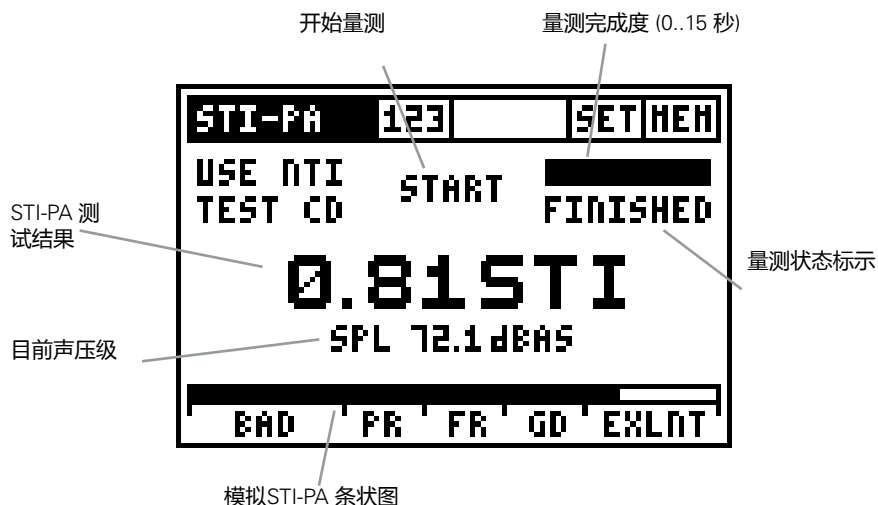 开始量测
量测完成度 (0..15 秒)
STI-PA 123 SET MEM
USE NTI
TEST CD
START
FINISHED
STI-PA 测
试结果
0.81STI
量测状态标示
SPL 72.1 dBAS
目前声压级
BAD PR FR GD EXLNT
模拟STI-PA 条状图